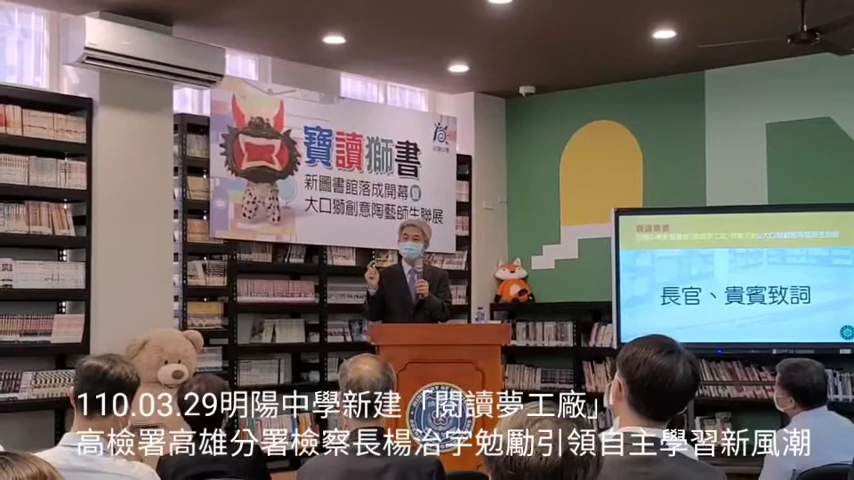 寶讀獅書
新圖書館落成開幕暨
大口獅創意陶藝師生聯展
長官、貴賓致詞
110.03.29明陽中學新建「閱讀夢工廠」
高檢署高雄分署檢察長楊治宇勉勵引領自主學習新風潮